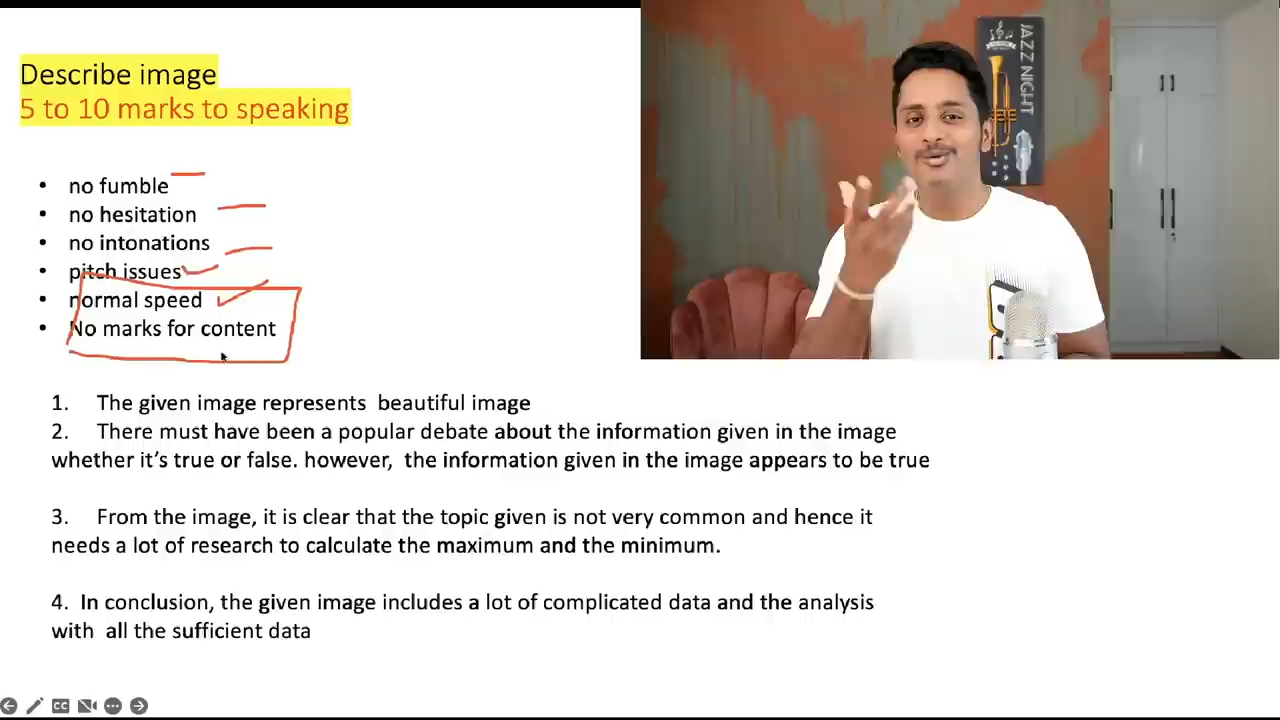 Describe image
5 to 10 marks to speaking
• no fumble
• no hesitation
• no intonations
• pitch issues
• normal speed
• No marks for content
1. The given image represents  beautiful image
2. There must have been a popular debate about the information given in the image
whether it’s true or false. however,  the information given in the image appears to be true
3. From the image, it is clear that the topic given is not very common and hence it
needs a lot of research to calculate the maximum and the minimum.
4.  In conclusion, the given image includes a lot of complicated data and the analysis
with  all the sufficient data
JAZZ NIGHT
CC